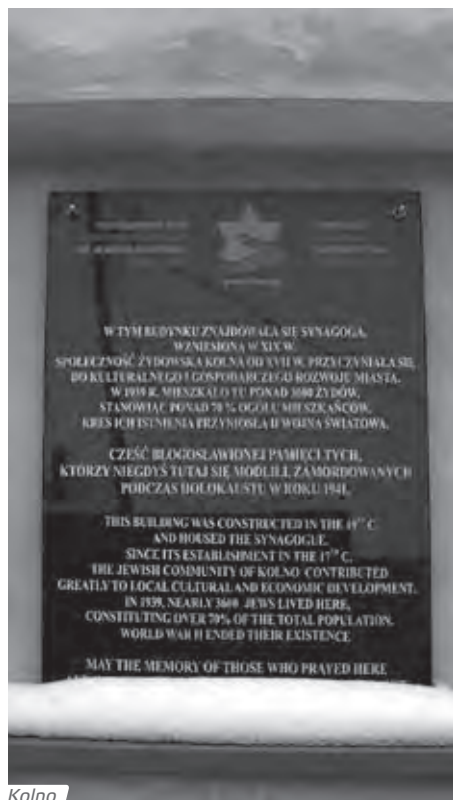 W TYM BUDYNKU ZNAJDOWAŁA SIĘ SYNAGOGA,
WZNIESIONA W XIX W.
SPOŁECZNOŚĆ ŻYDOWSKA KOLNA OD XVII W. PRZYCZYNIAŁA SIĘ
DO KULTURALNEGO I GOSPODARCZEGO ROZWOJU MIASTA.
W 1939 R. MIESZKAŁO TU PONAD 3600 ŻYDÓW,
STANOWIĄC PONAD 70 % OGÓŁU MIESZKAŃCÓW.
KRES ICH ISTNIENIA PRZYNIOSŁA II WOJNA ŚWIATOWA.
CZEŚĆ BŁOGOSŁAWIONEJ PAMIĘCI TYCH,
KTÓRZY NIEGDYŚ TUTAJ SIĘ MODLILI, ZAMORDOWANYCH
PODCZAS HOLOKAUSTU W ROKU 1941.
THIS BUILDING WAS CONSTRUCTED IN THE 19TH C
AND HOUSED THE SYNAGOGUE.
SINCE ITS ESTABLISHMENT IN THE 17TH C.
THE JEWISH COMMUNITY OF KOLNO CONTRIBUTED
GREATLY TO LOCAL CULTURAL AND ECONOMIC DEVELOPMENT.
IN 1939, NEARLY 3600 JEWS LIVED HERE,
CONSTITUTING OVER 70% OF THE TOTAL POPULATION.
WORLD WAR II ENDED THEIR EXISTENCE
MAY THE MEMORY OF THOSE WHO PRAYED HERE
Kolno